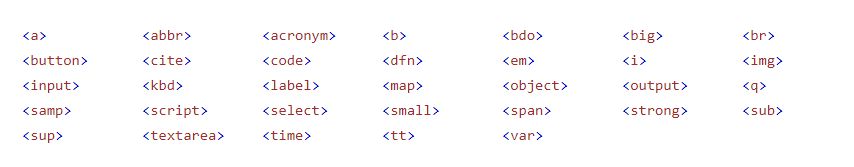 <a> <abbr> <acronym> <b> <bdo> <big> <br>
<button> <cite> <code> <dfn> <em> <i> <img>
<input> <kbd> <label> <map> <object> <output> <q>
<samp> <script> <select> <small> <span> <strong> <sub>
<sup> <textarea> <time> <tt> <var>